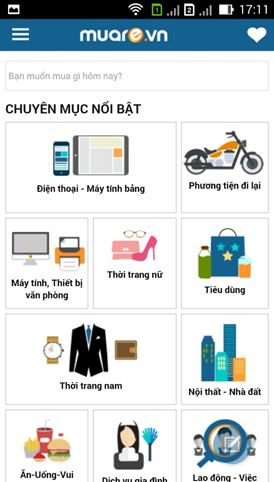 1 2 17:11
muare.vn
Bạn muốn mua gì hôm nay?
CHUYÊN MỤC NỔI BẬT
Điện thoại - Máy tính bảng
Phương tiện đi lại
Máy tính, Thiết bị
văn phòng
Thời trang nữ
Tiêu dùng
Thời trang nam
Nội thất - Nhà đất
Ăn-Uống-Vui
Dịch vụ gia đình
Lao động - Việc